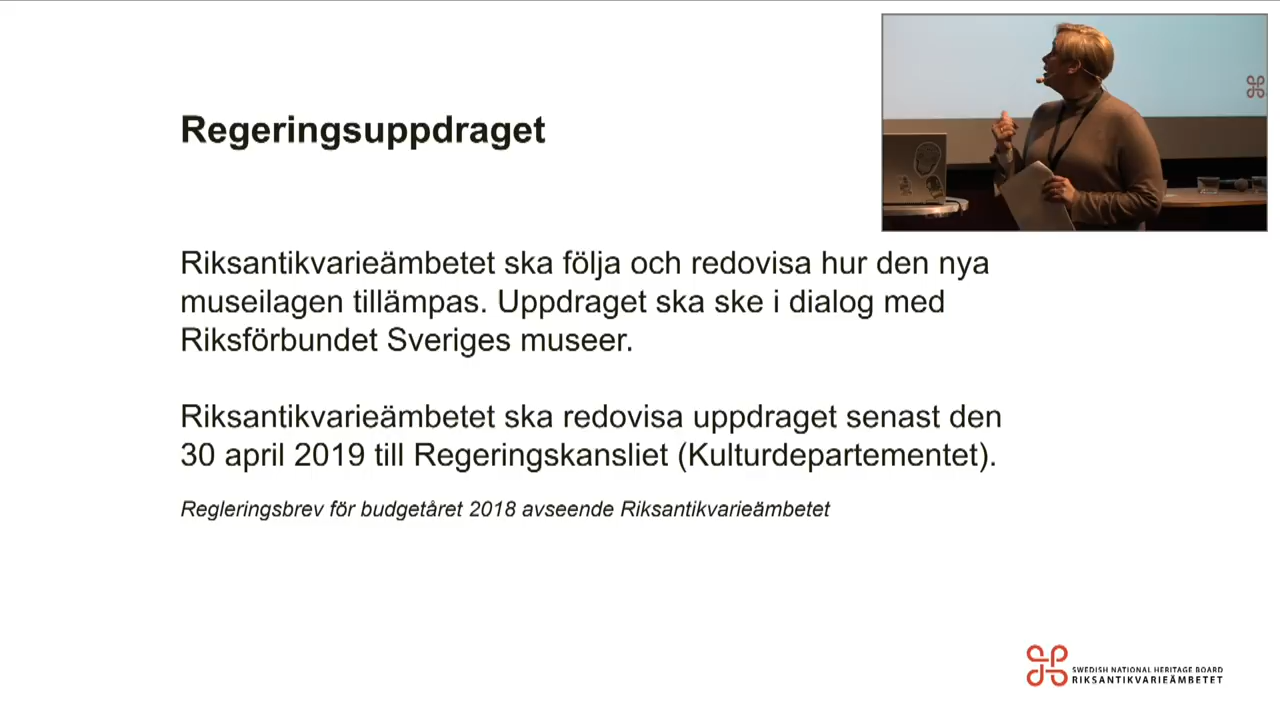 Regeringsuppdraget
Riksantikvarieämbetet ska följa och redovisa hur den nya
museilagen tillämpas. Uppdraget ska ske i dialog med
Riksförbundet Sveriges museer.
Riksantikvarieämbetet ska redovisa uppdraget senast den
30 april 2019 till Regeringskansliet (Kulturdepartementet).
Regleringsbrev för budgetåret 2018 avseende Riksantikvarieämbetet
SWEDISH NATIONAL HERITAGE BOARD
RIKSANTIKVARIEÄMBETET